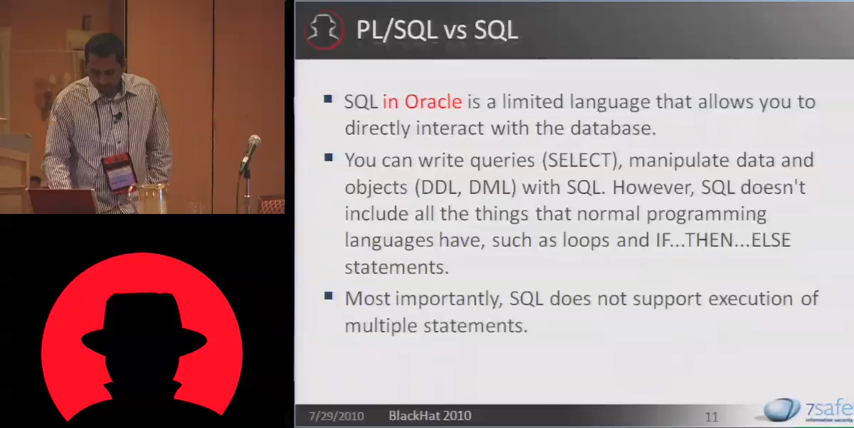 PL/SQL vs SQL
SQL in Oracle is a limited language that allows you to
directly interact with the database.
You can write queries (SELECT), manipulate data and
objects (DDL, DML) with SQL. However, SQL doesn't
include all the things that normal programming
languages have, such as loops and IF...THEN...ELSE
statements.
Most importantly, SQL does not support execution of
multiple statements.
7/29/2010 BlackHat 2010 11
7safe
information security